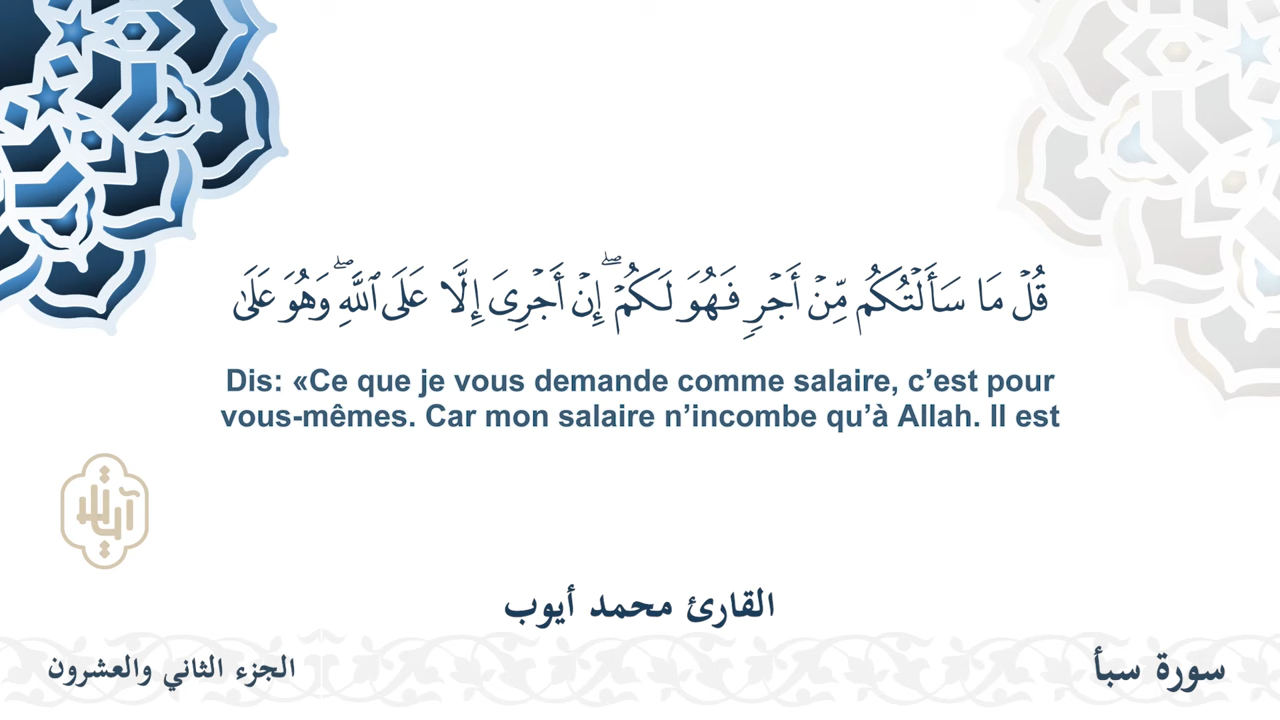 قُلۡ مَا سَأَلۡتُكُم مِّنۡ أَجۡرٖ فَهُوَ لَكُمۡۖ إِنۡ أَجۡرِىَ إِلَّا عَلَى ٱللَّهِۖ وَهُوَ عَلَىٰ
Dis: «Ce que je vous demande comme salaire, c’est pour
vous-mêmes. Car mon salaire n’incombe qu’à Allah. Il est
القارئ محمد أيوب
سورة سبأ
الجزء الثاني والعشرون